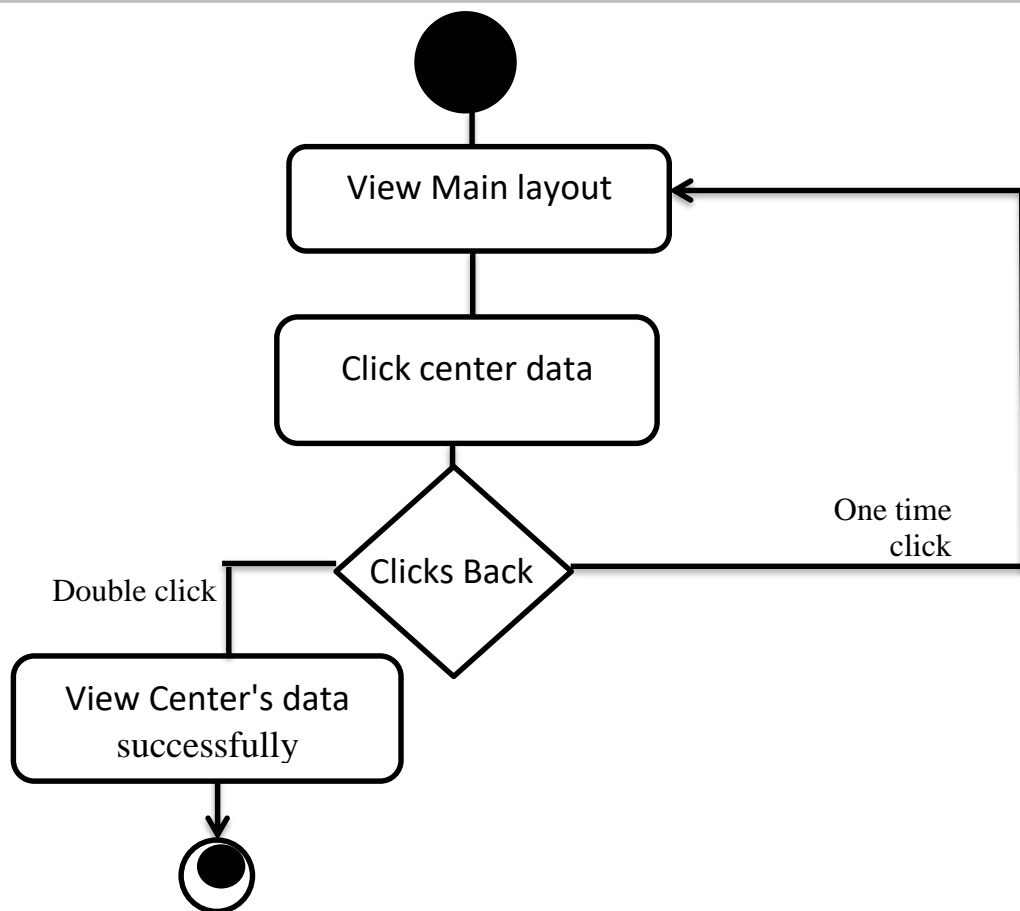 View Main layout
Click center data
Clicks Back
One time
click
Double click
View Center's data
successfully